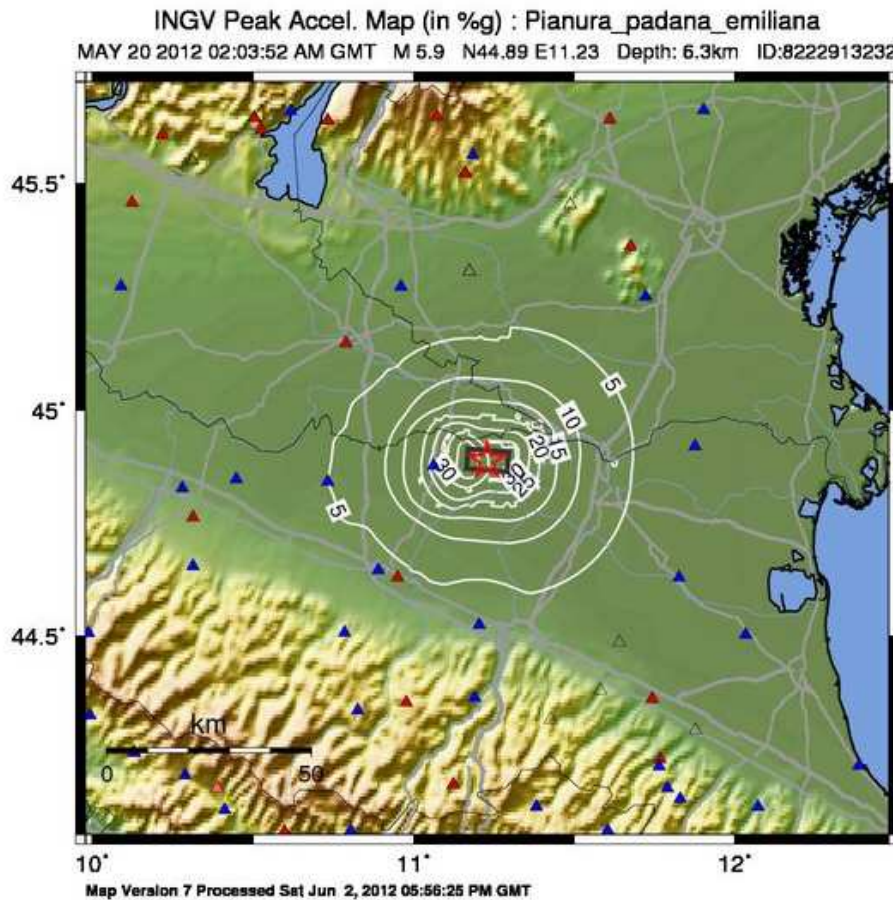 INGV Peak Accel. Map (in %g) : Pianura_padana_emiliana
MAY 20 2012 02:03:52 AM GMT M 5.9 N44.89 E11.23 Depth: 6.3km ID:8222913232
45.5°
5
10
45°
15
20
30
5
44.5°
km
0 50
10° 11° 12°
Map Version 7 Processed Sat Jun 2, 2012 05:56:25 PM GMT